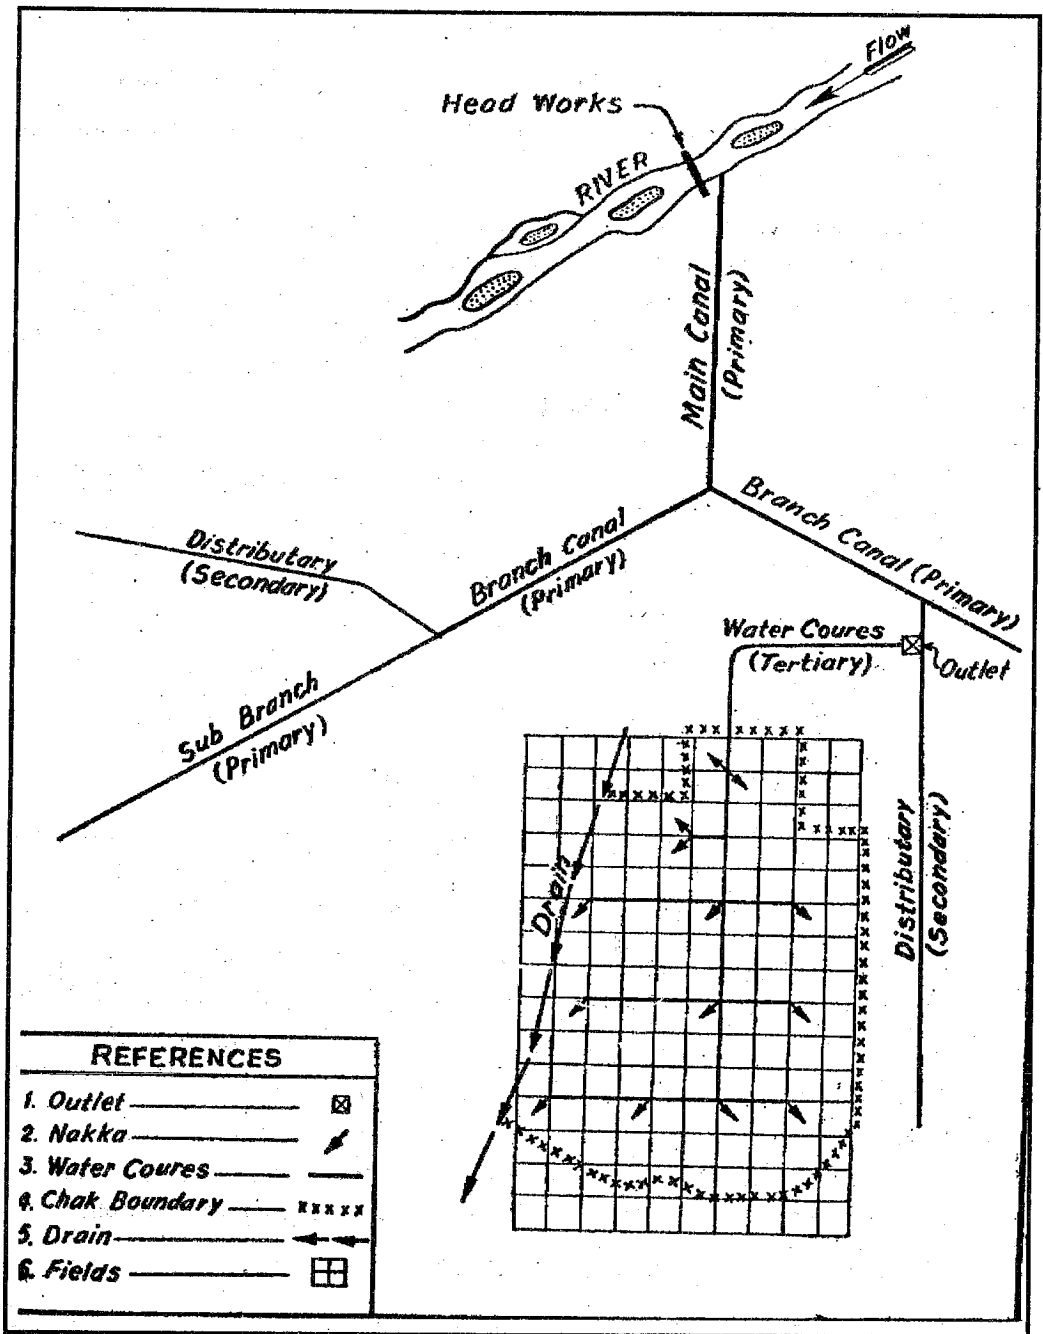 Flow
Head Works
RIVER
Main Canal
(Primary)
Branch Canal (Primary)
Branch Canal
(Primary)
Distributary
(Secondary)
Sub Branch
(Primary)
Water Coures
(Tertiary)
Outlet
Distributary
(Secondary)
Drain
REFERENCES
1. Outlet
2. Nakka
3. Water Coures
4. Chak Boundary
5. Drain
6. Fields